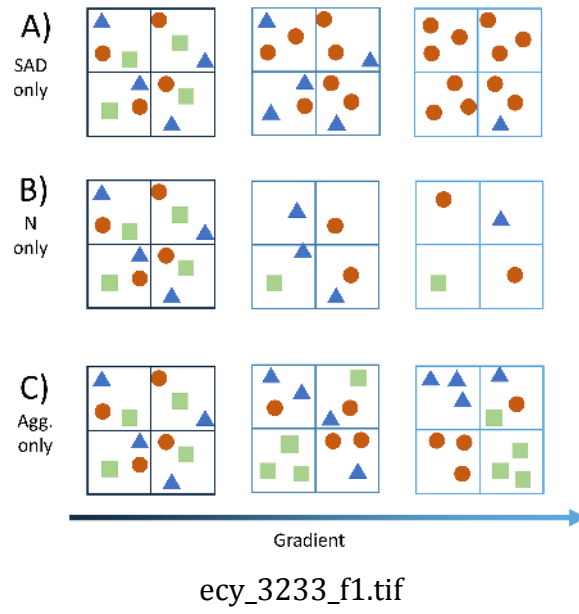 A)
SAD
only
B)
N
only
C)
Agg.
only
Gradient
ecy_3233_f1.tif